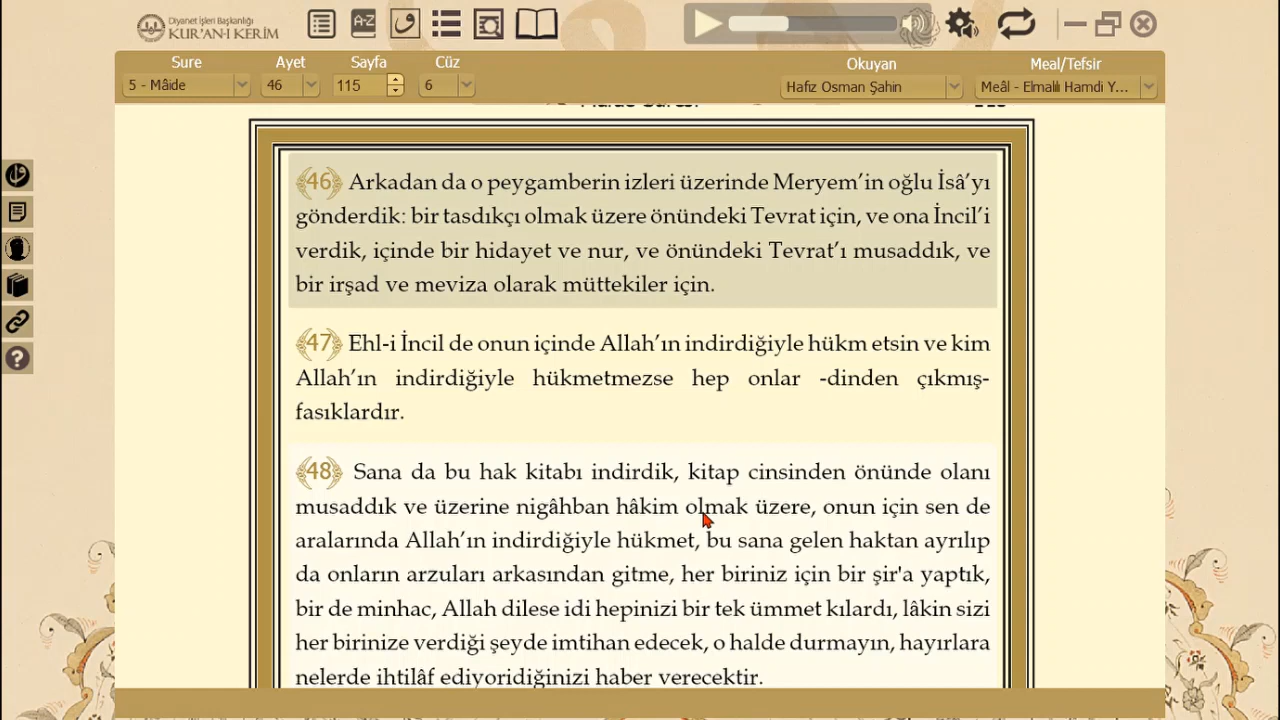 Diyanet İşleri Başkanlığı
KUR'AN-I KERİM
A-Z
Sure Ayet Sayfa Cüz Okuyan Meal/Tefsir
5 - Mâide 46 115 6 Hafız Osman Şahin Meâl - Elmalılı Hamdi Y...
46 Arkadan da o peygamberin izleri üzerinde Meryem’in oğlu İsâ’yı
gönderdik: bir tasdıkçı olmak üzere önündeki Tevrat için, ve ona İncil’i
verdik, içinde bir hidayet ve nur, ve önündeki Tevrat’ı musaddık, ve
bir irşad ve meviza olarak müttekiler için.
47 Ehl-i İncil de onun içinde Allah’ın indirdiğiyle hükm etsin ve kim
Allah’ın indirdiğiyle hükmetmezse hep onlar -dinden çıkmış-
fasıklardır.
48 Sana da bu hak kitabı indirdik, kitap cinsinden önünde olanı
musaddık ve üzerine nigâhban hâkim olmak üzere, onun için sen de
aralarında Allah’ın indirdiğiyle hükmet, bu sana gelen haktan ayrılıp
da onların arzuları arkasından gitme, her biriniz için bir şir'a yaptık,
bir de minhac, Allah dilese idi hepinizi bir tek ümmet kılardı, lâkin sizi
her birinize verdiği şeyde imtihan edecek, o halde durmayın, hayırlara
nelerde ihtilâf ediyoridiğinizi haber verecektir.